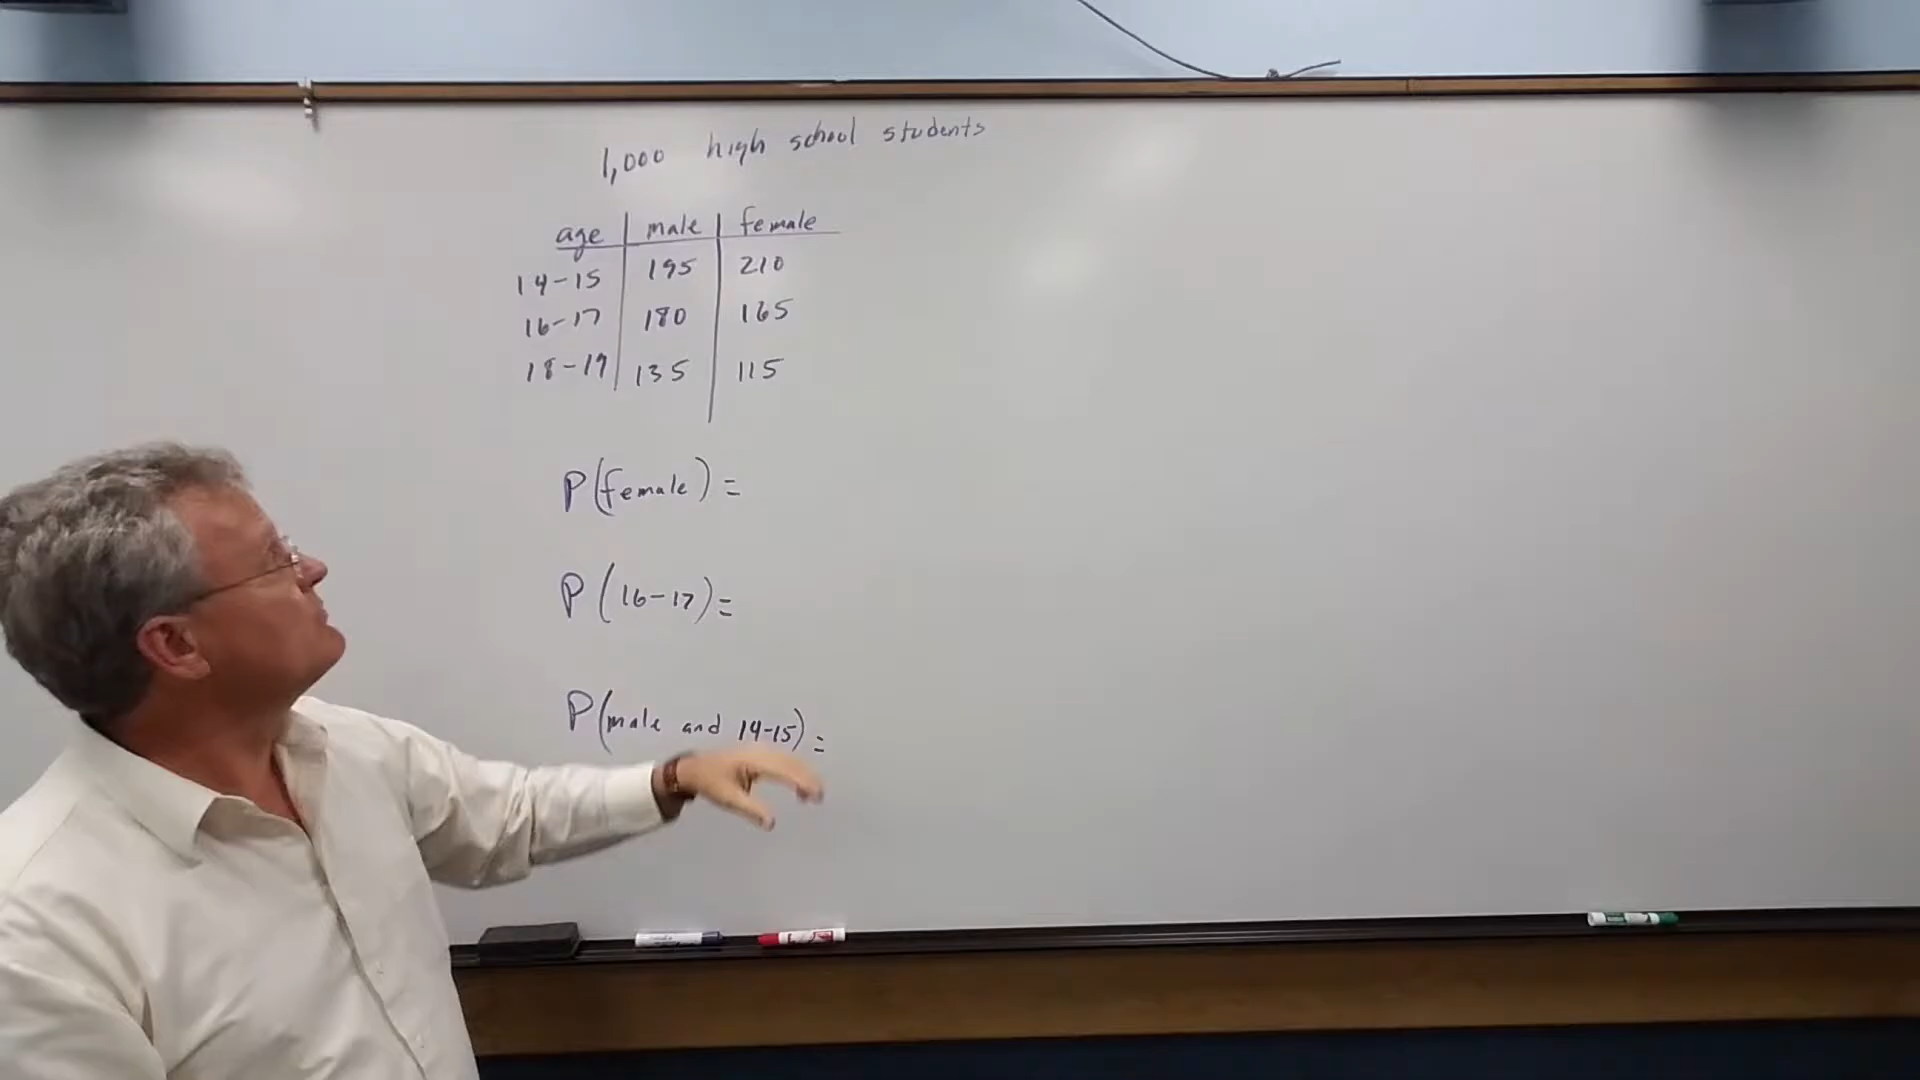 1,000 high school students
age male female
14-15 195 210
16-17 180 165
18-19 135 115
P(female) =
P(16-17) =
P(male and 14-15) =